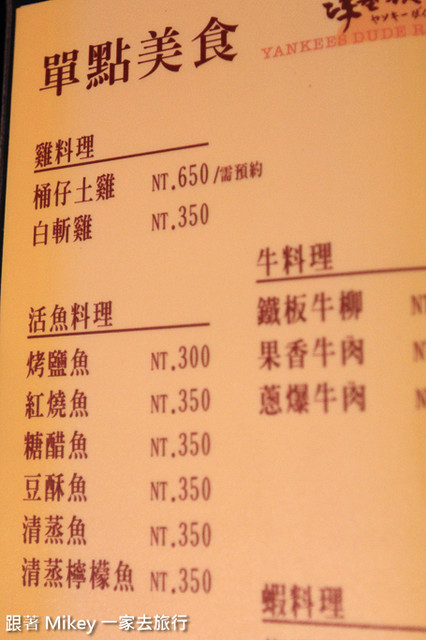 單點美食
ヤンキー
YANKEES DUDE R
雞料理
桶仔土雞 NT.650/需預約
白斬雞 NT.350
活魚料理
烤鹽魚 NT.300
紅燒魚 NT.350
糖醋魚 NT.350
豆酥魚 NT.350
清蒸魚 NT.350
清蒸檸檬魚 NT.350
牛料理
鐵板牛柳
果香牛肉
蔥爆牛肉
蝦料理
跟著 Mikey 一家去旅行